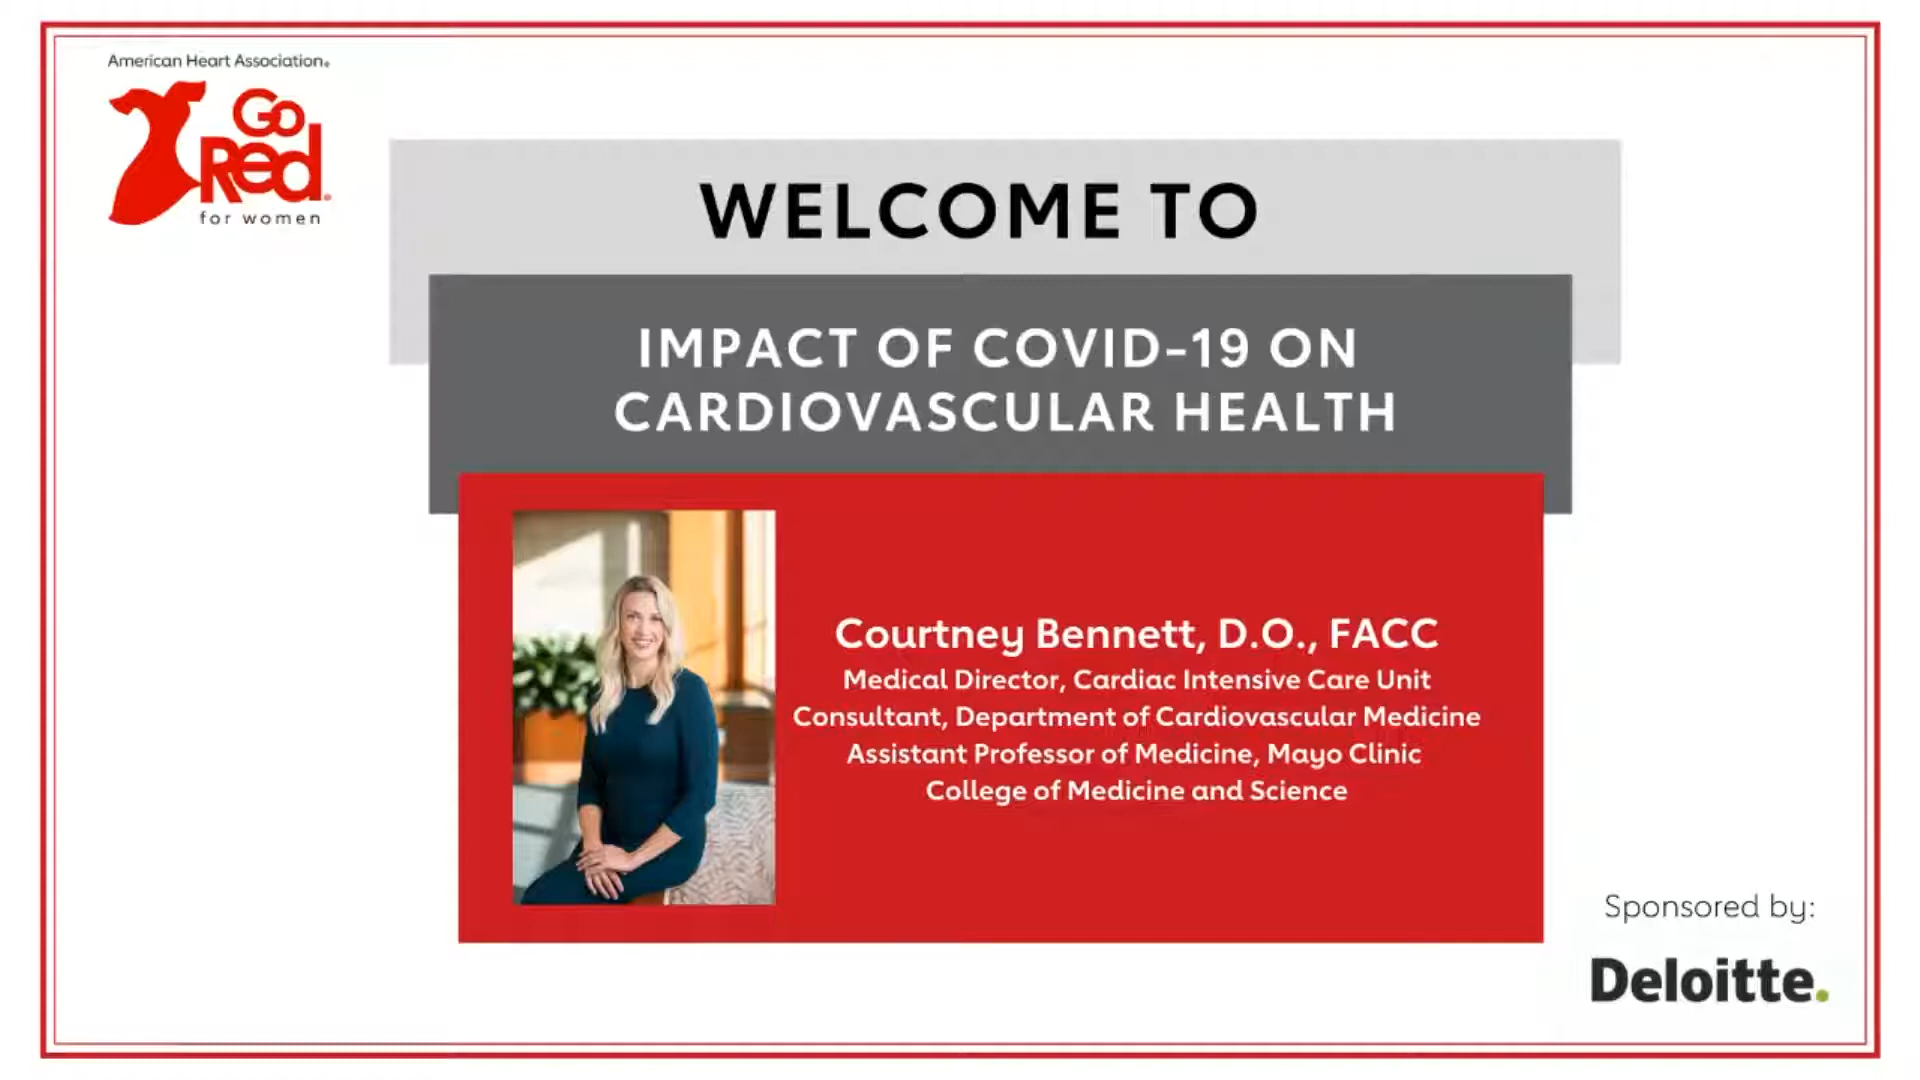 American Heart Association®
Go
Red®
for women
WELCOME TO
IMPACT OF COVID-19 ON
CARDIOVASCULAR HEALTH
Courtney Bennett, D.O., FACC
Medical Director, Cardiac Intensive Care Unit
Consultant, Department of Cardiovascular Medicine
Assistant Professor of Medicine, Mayo Clinic
College of Medicine and Science
Sponsored by:
Deloitte.